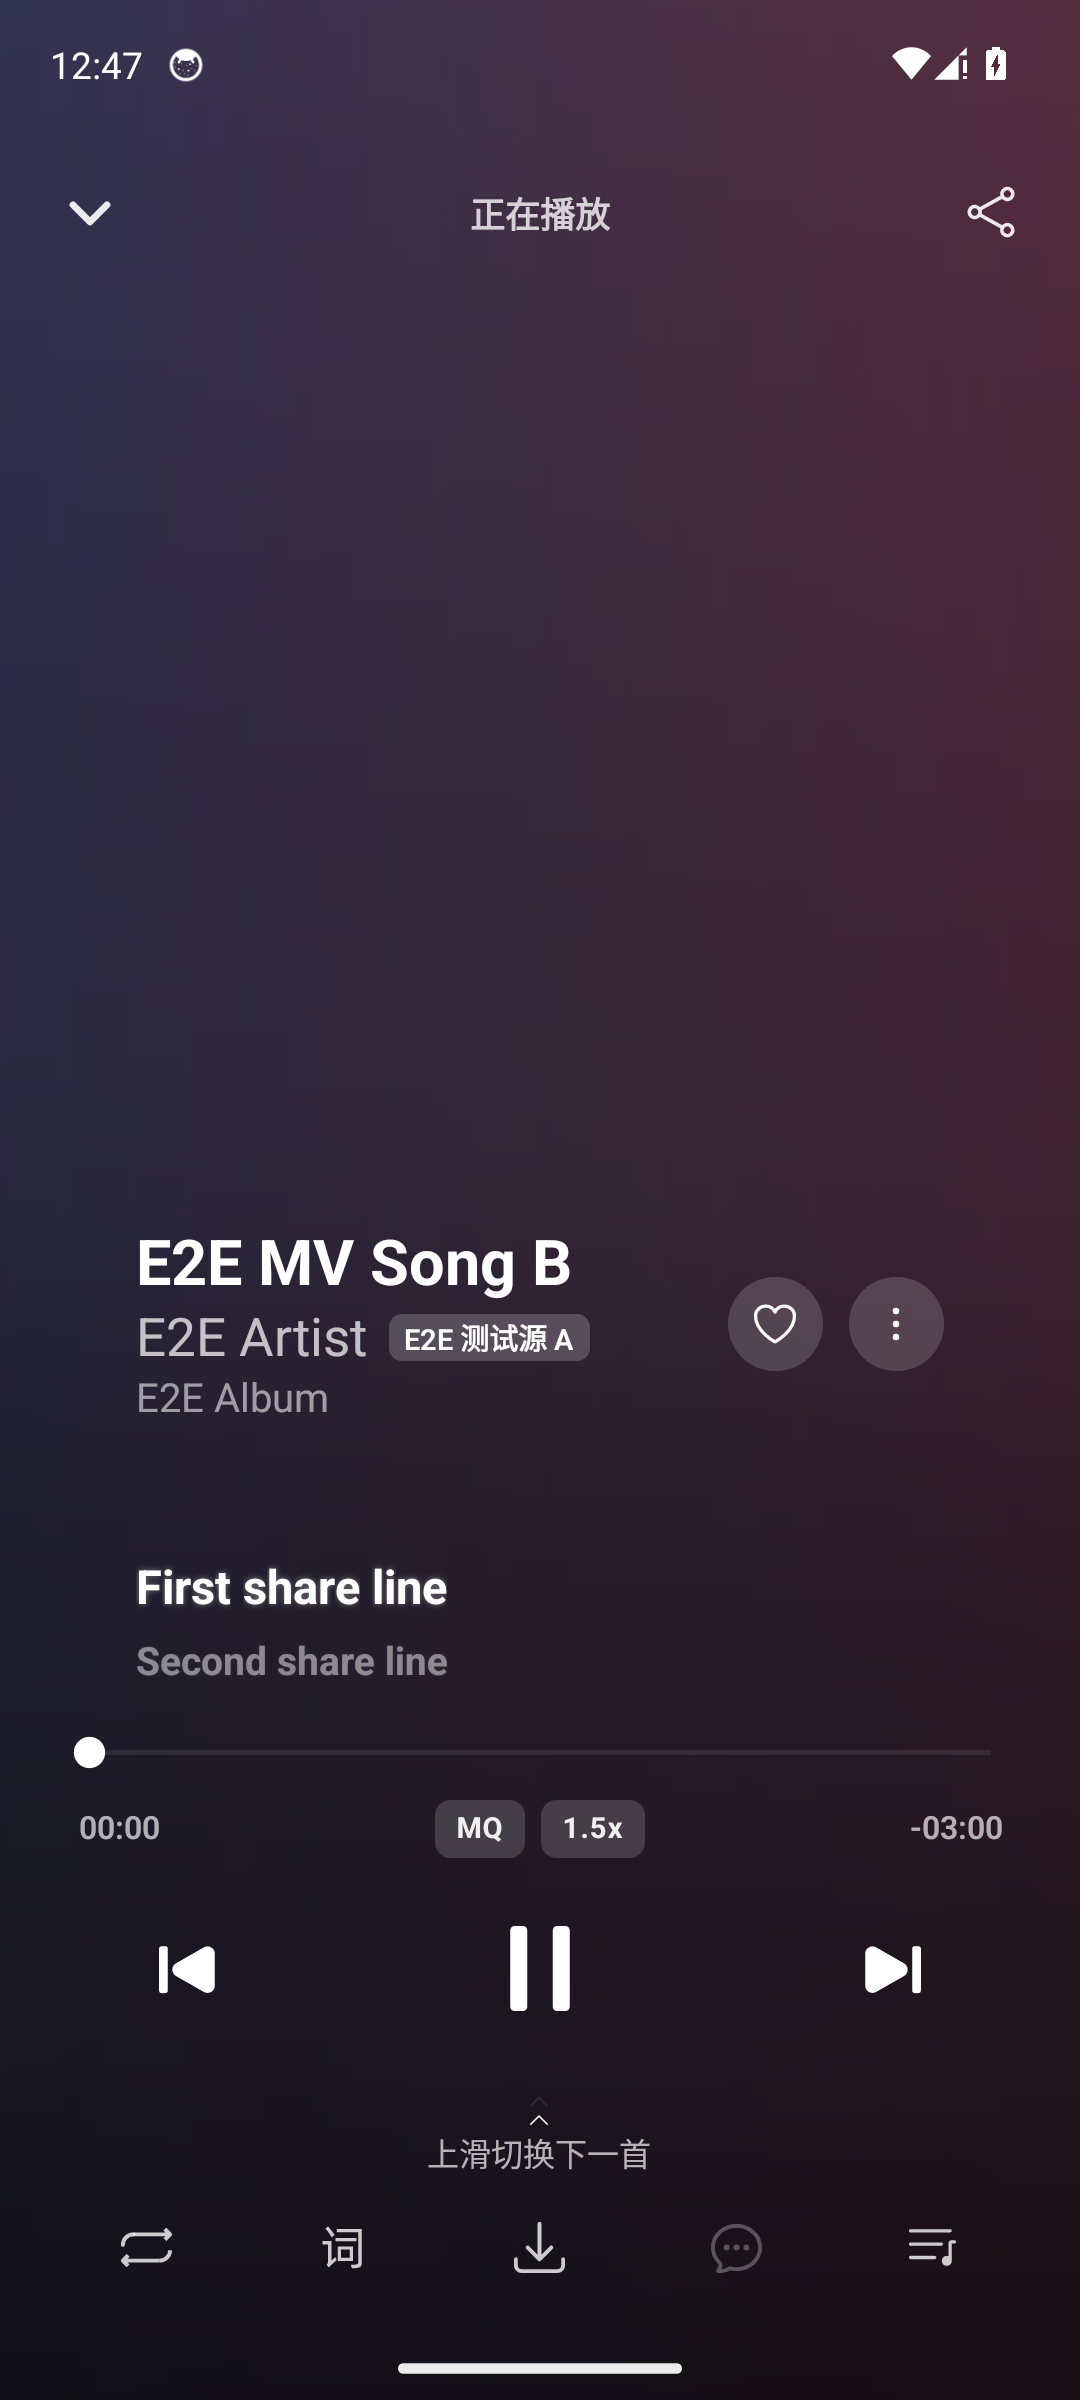 12:47
正在播放
E2E MV Song B
E2E Artist E2E 测试源 A
E2E Album
First share line
Second share line
00:00 MQ 1.5x -03:00
上滑切换下一首
词